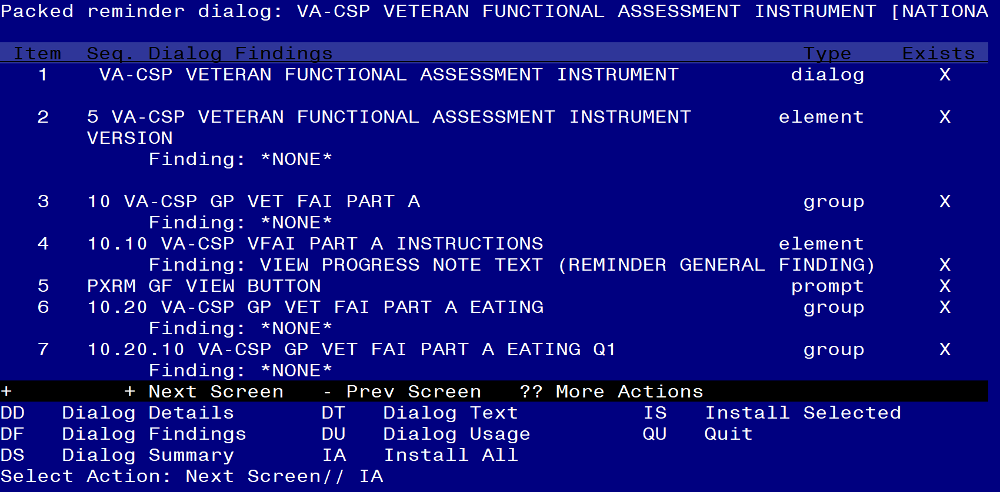 Packed reminder dialog: VA-CSP VETERAN FUNCTIONAL ASSESSMENT INSTRUMENT [NATIONA
Item Seq. Dialog Findings Type Exists
1 VA-CSP VETERAN FUNCTIONAL ASSESSMENT INSTRUMENT dialog X
2 5 VA-CSP VETERAN FUNCTIONAL ASSESSMENT INSTRUMENT element X
VERSION
Finding: *NONE*
3 10 VA-CSP GP VET FAI PART A group X
Finding: *NONE*
4 10.10 VA-CSP VFAI PART A INSTRUCTIONS element
Finding: VIEW PROGRESS NOTE TEXT (REMINDER GENERAL FINDING) X
5 PXRM GF VIEW BUTTON prompt X
6 10.20 VA-CSP GP VET FAI PART A EATING group X
Finding: *NONE*
7 10.20.10 VA-CSP GP VET FAI PART A EATING Q1 group X
Finding: *NONE*
+ + Next Screen - Prev Screen ?? More Actions
DD Dialog Details DT Dialog Text IS Install Selected
DF Dialog Findings DU Dialog Usage QU Quit
DS Dialog Summary IA Install All
Select Action: Next Screen// IA